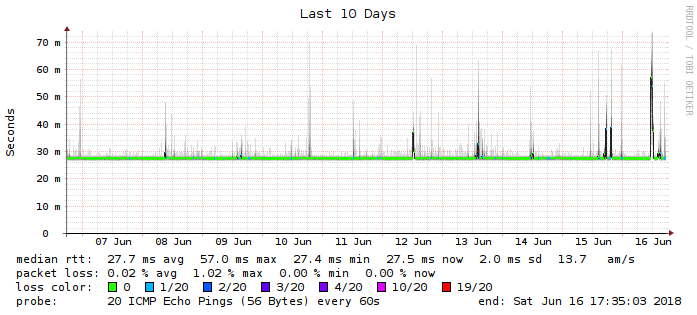 Last 10 Days
RRDTOOL / TOBI OETIKER
Seconds
70 m
60 m
50 m
40 m
30 m
20 m
10 m
0
07 Jun 08 Jun 09 Jun 10 Jun 11 Jun 12 Jun 13 Jun 14 Jun 15 Jun 16 Jun
median rtt: 27.7 ms avg 57.0 ms max 27.4 ms min 27.5 ms now 2.0 ms sd 13.7 am/s
packet loss: 0.02 % avg 1.02 % max 0.00 % min 0.00 % now
loss color: 0 1/20 2/20 3/20 4/20 10/20 19/20
probe: 20 ICMP Echo Pings (56 Bytes) every 60s end: Sat Jun 16 17:35:03 2018